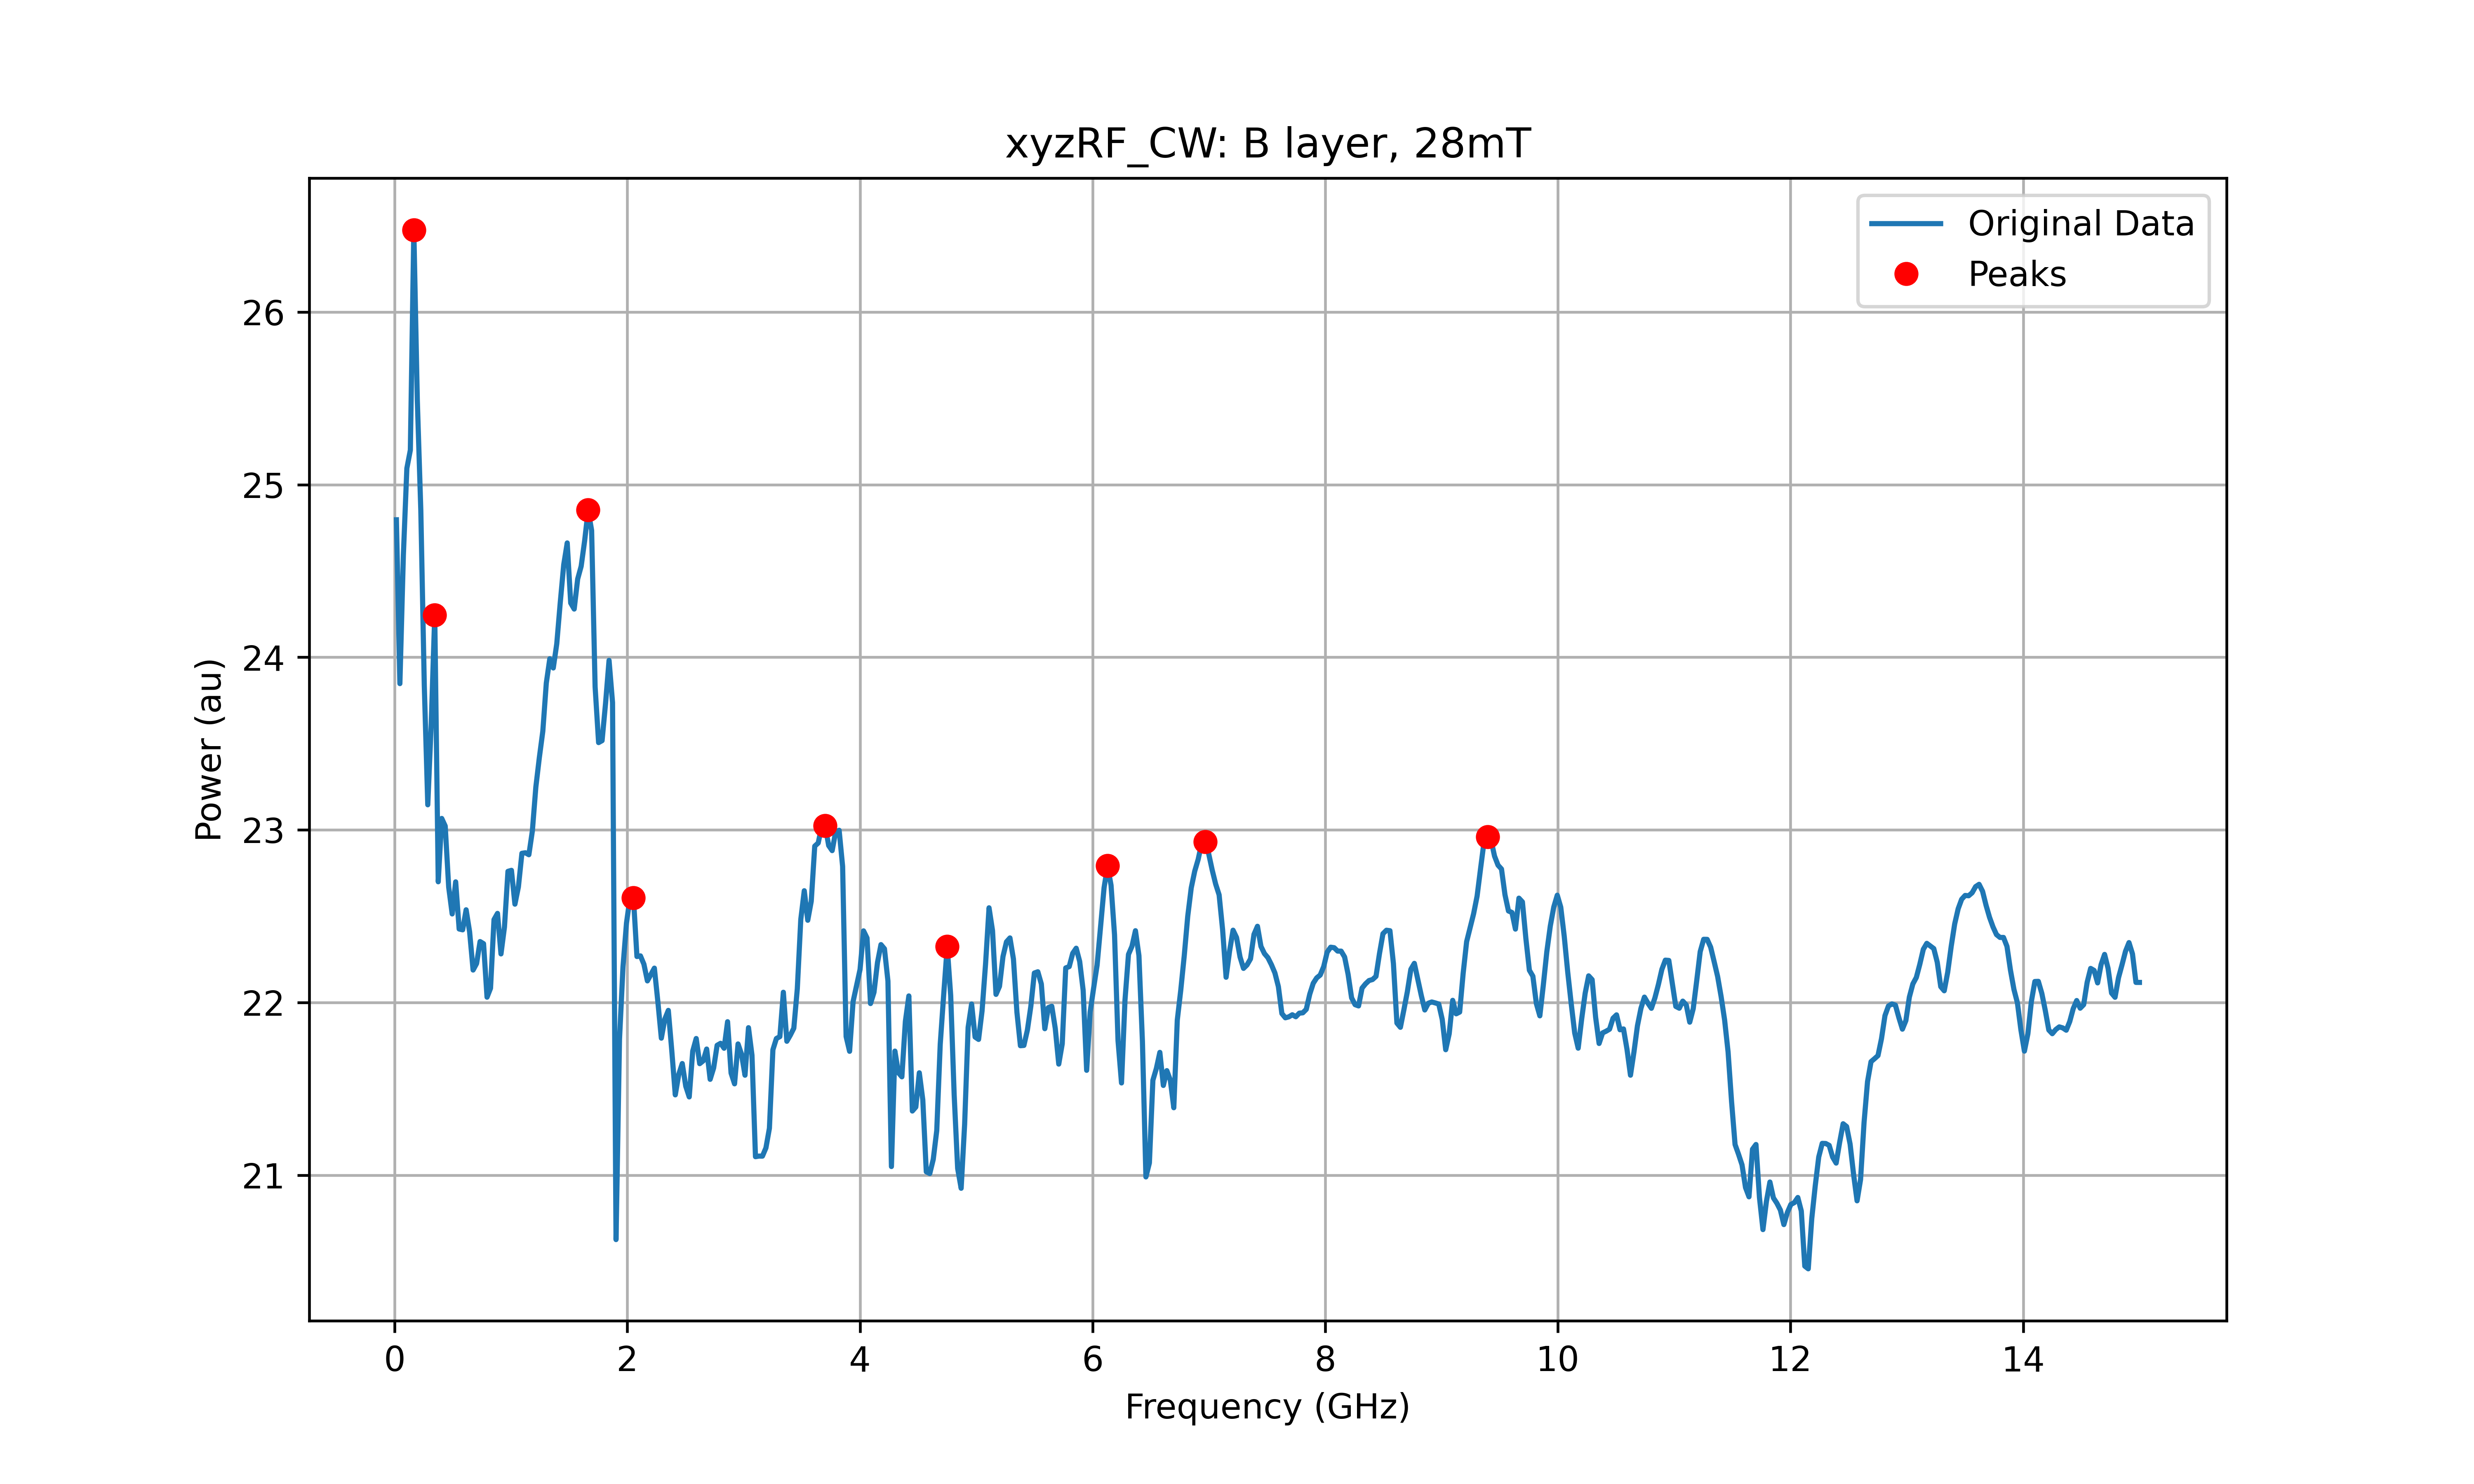 xyzRF_CW: B layer, 28mT
Original Data
Peaks
26
25
24
23
22
21
Power (au)
0 2 4 6 8 10 12 14
Frequency (GHz)